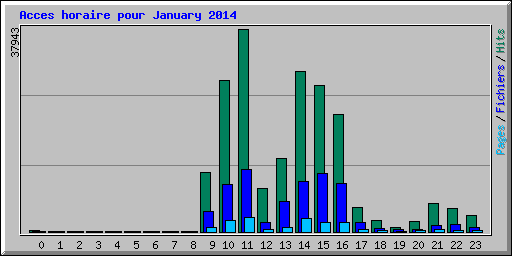 Acces horaire pour January 2014
37943
Pages / Fichiers / Hits
0 1 2 3 4 5 6 7 8 9 10 11 12 13 14 15 16 17 18 19 20 21 22 23